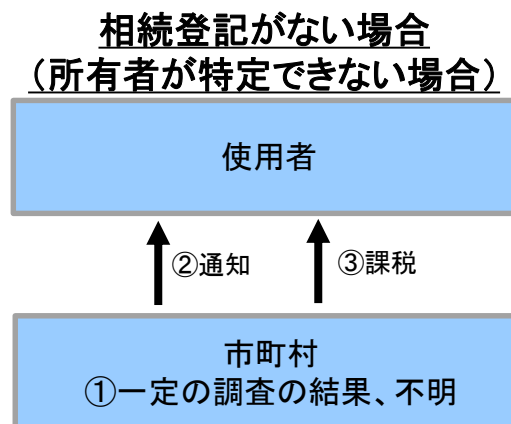 相続登記がない場合
（所有者が特定できない場合）
使用者
②通知 ③課税
市町村
①一定の調査の結果、不明